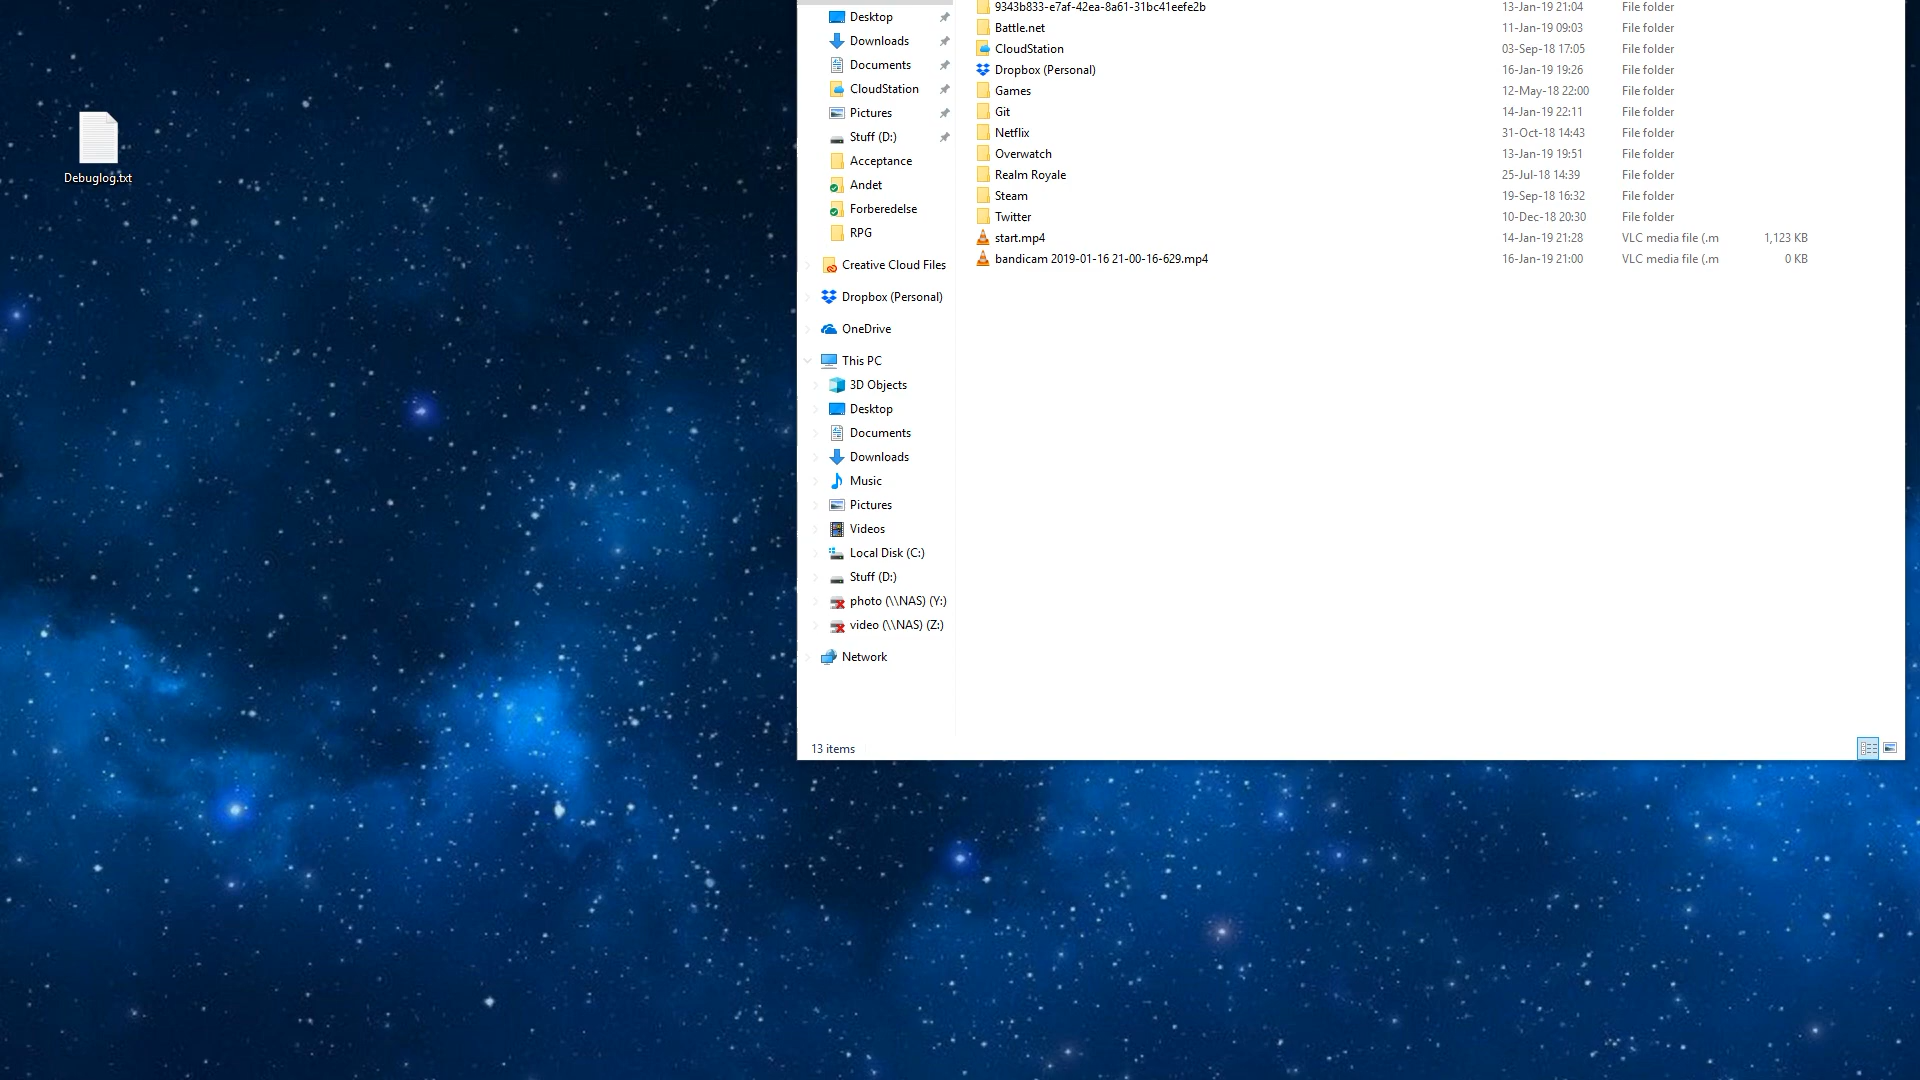 Debuglog.txt
Desktop
Downloads
Documents
CloudStation
Pictures
Stuff (D:)
Acceptance
Andet
Forberedelse
RPG
Creative Cloud Files
Dropbox (Personal)
OneDrive
This PC
3D Objects
Desktop
Documents
Downloads
Music
Pictures
Videos
Local Disk (C:)
Stuff (D:)
photo (\\NAS) (Y:)
video (\\NAS) (Z:)
Network
9343b833-e7af-42ea-8a61-31bc41eefe2b 13-Jan-19 21:04 File folder
Battle.net 11-Jan-19 09:03 File folder
CloudStation 03-Sep-18 17:05 File folder
Dropbox (Personal) 16-Jan-19 19:26 File folder
Games 12-May-18 22:00 File folder
Git 14-Jan-19 22:11 File folder
Netflix 31-Oct-18 14:43 File folder
Overwatch 13-Jan-19 19:51 File folder
Realm Royale 25-Jul-18 14:39 File folder
Steam 19-Sep-18 16:32 File folder
Twitter 10-Dec-18 20:30 File folder
start.mp4 14-Jan-19 21:28 VLC media file (.m 1,123 KB
bandicam 2019-01-16 21-00-16-629.mp4 16-Jan-19 21:00 VLC media file (.m 0 KB
13 items